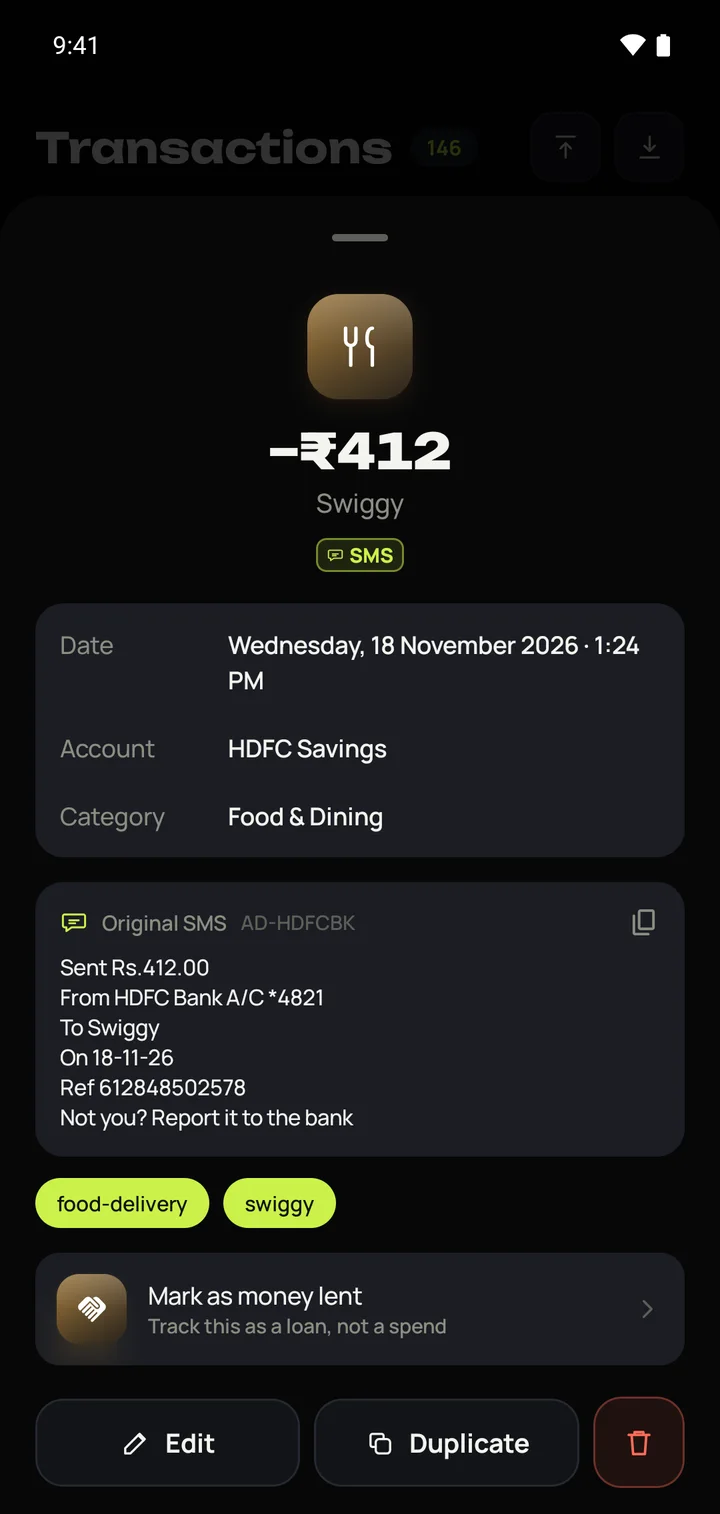 9:41
Transactions 146
–₹412
Swiggy
SMS
Date Wednesday, 18 November 2026 · 1:24
PM
Account HDFC Savings
Category Food & Dining
Original SMS AD-HDFCBK
Sent Rs.412.00
From HDFC Bank A/C *4821
To Swiggy
On 18-11-26
Ref 612848502578
Not you? Report it to the bank
food-delivery swiggy
Mark as money lent
Track this as a loan, not a spend
Edit Duplicate